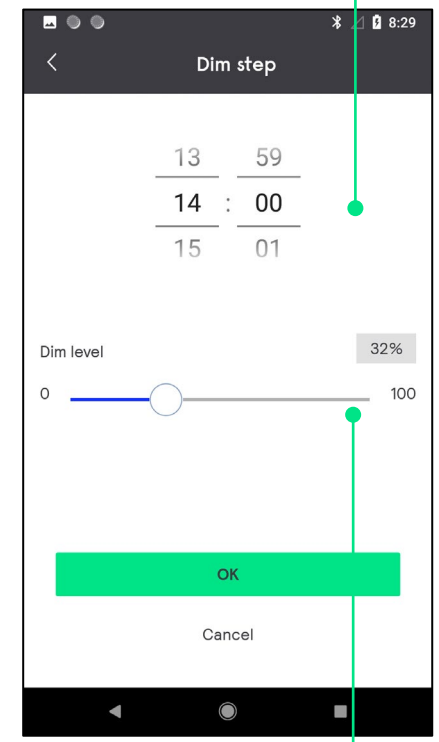 8:29
Dim step
13 59
14 : 00
15 01
Dim level 32%
0 100
OK
Cancel